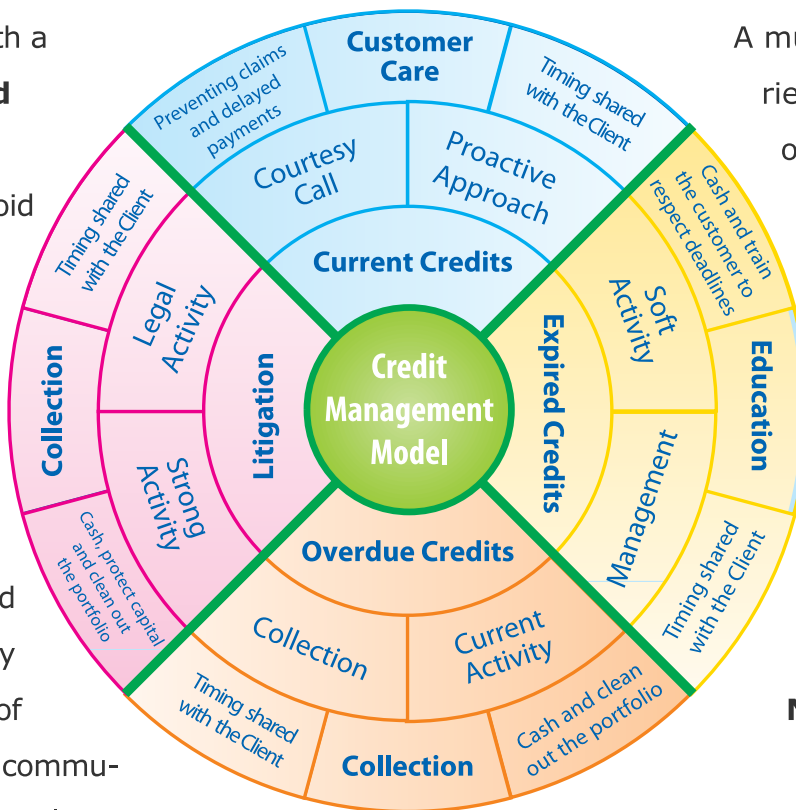 th a
d
oid
d
y
of
commu-
A mu
rie
o
N
Credit
Management
Model
Customer
Care
Preventing claims
and delayed
payments
Timing shared
with the Client
Courtesy
Call
Proactive
Approach
Current Credits
Cash and train
the customer to
respect deadlines
Education
Timing shared
with the Client
Soft
Activity
Management
Expired Credits
Overdue Credits
Current
Activity
Collection
Cash and clean
out the portfolio
Collection
Timing shared
with the Client
Litigation
Strong
Activity
Legal
Activity
Cash, protect capital
and clean out
the portfolio
Collection
Timing shared
with the Client